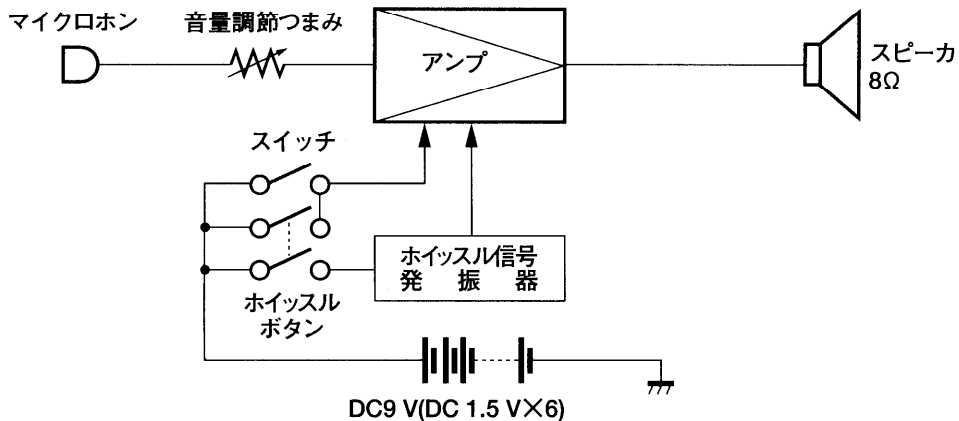 マイクロホン
音量調節つまみ
アンプ
スピーカ
8Ω
スイッチ
ホイッスル信号
発振器
ホイッスル
ボタン
DC9 V(DC 1.5 V×6)